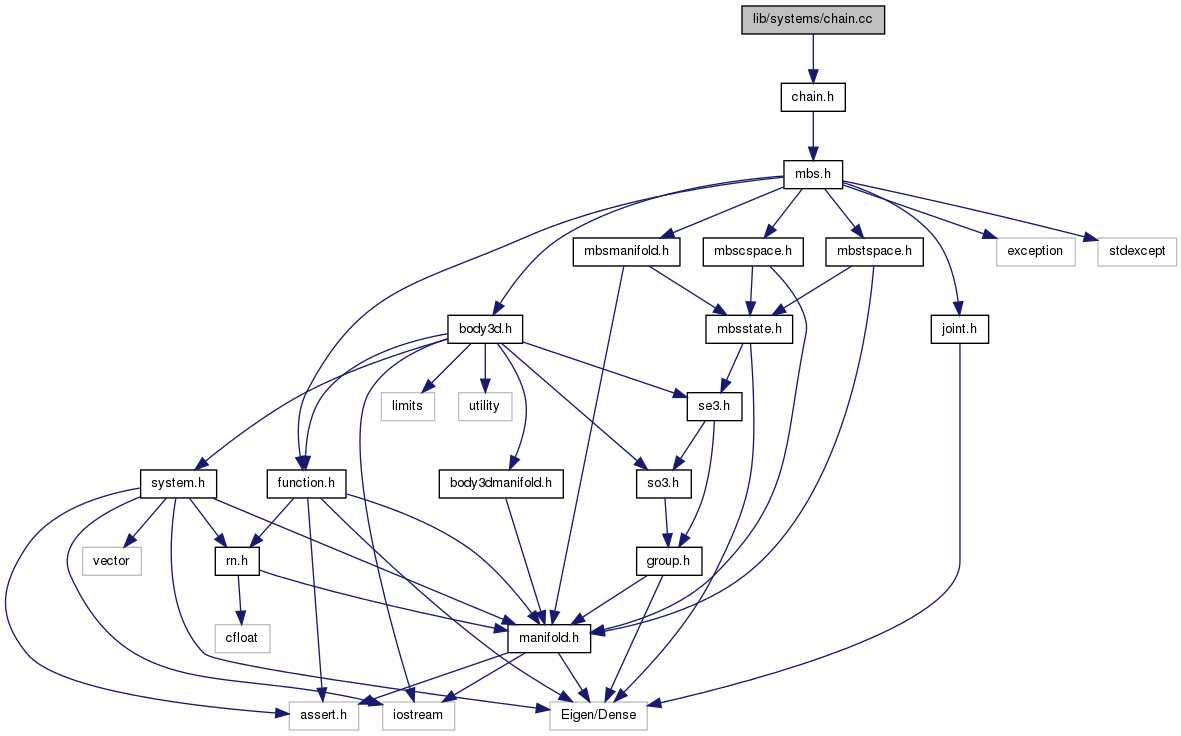 lib/systems/chain.cc
chain.h
mbs.h
mbsmanifold.h
mbscspace.h
mbstspace.h
exception
stdexcept
body3d.h
mbsstate.h
joint.h
limits
utility
se3.h
system.h
function.h
body3dmanifold.h
so3.h
vector
rn.h
group.h
cfloat
manifold.h
assert.h
iostream
Eigen/Dense